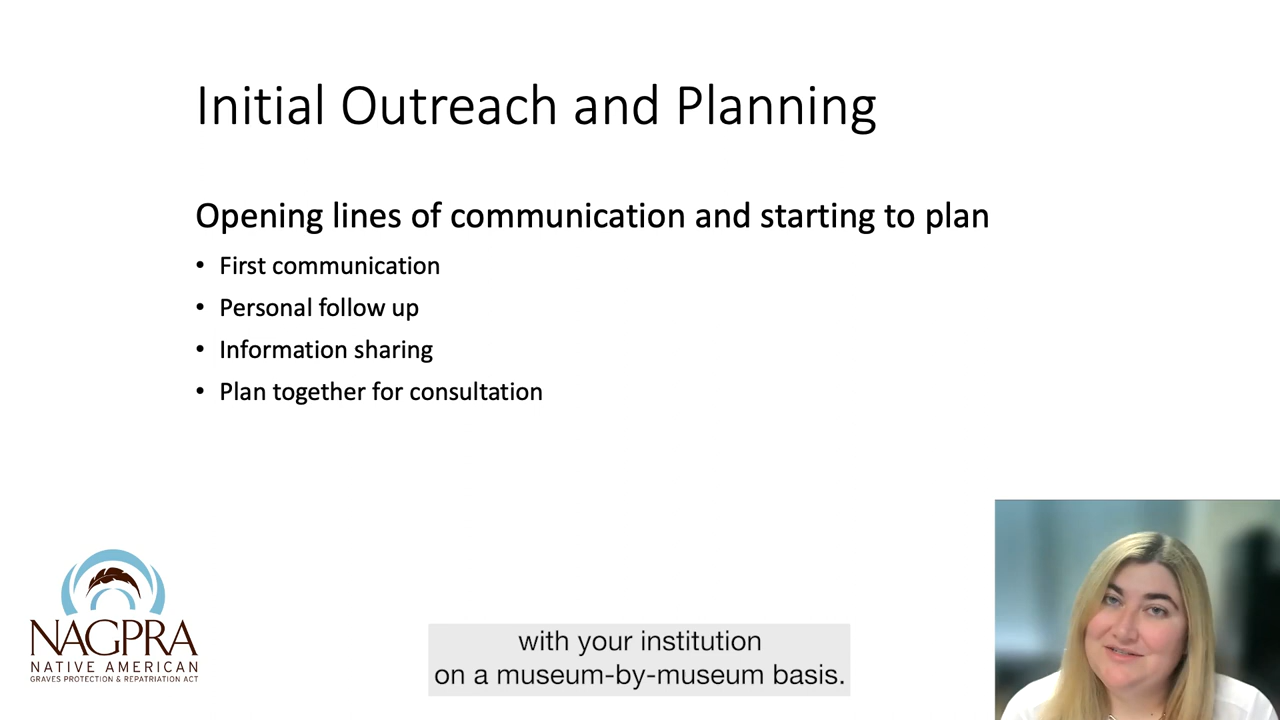 Initial Outreach and Planning
Opening lines of communication and starting to plan
• First communication
• Personal follow up
• Information sharing
• Plan together for consultation
NAGPRA
NATIVE AMERICAN
GRAVES PROTECTION & REPATRIATION ACT
with your institution
on a museum-by-museum basis.